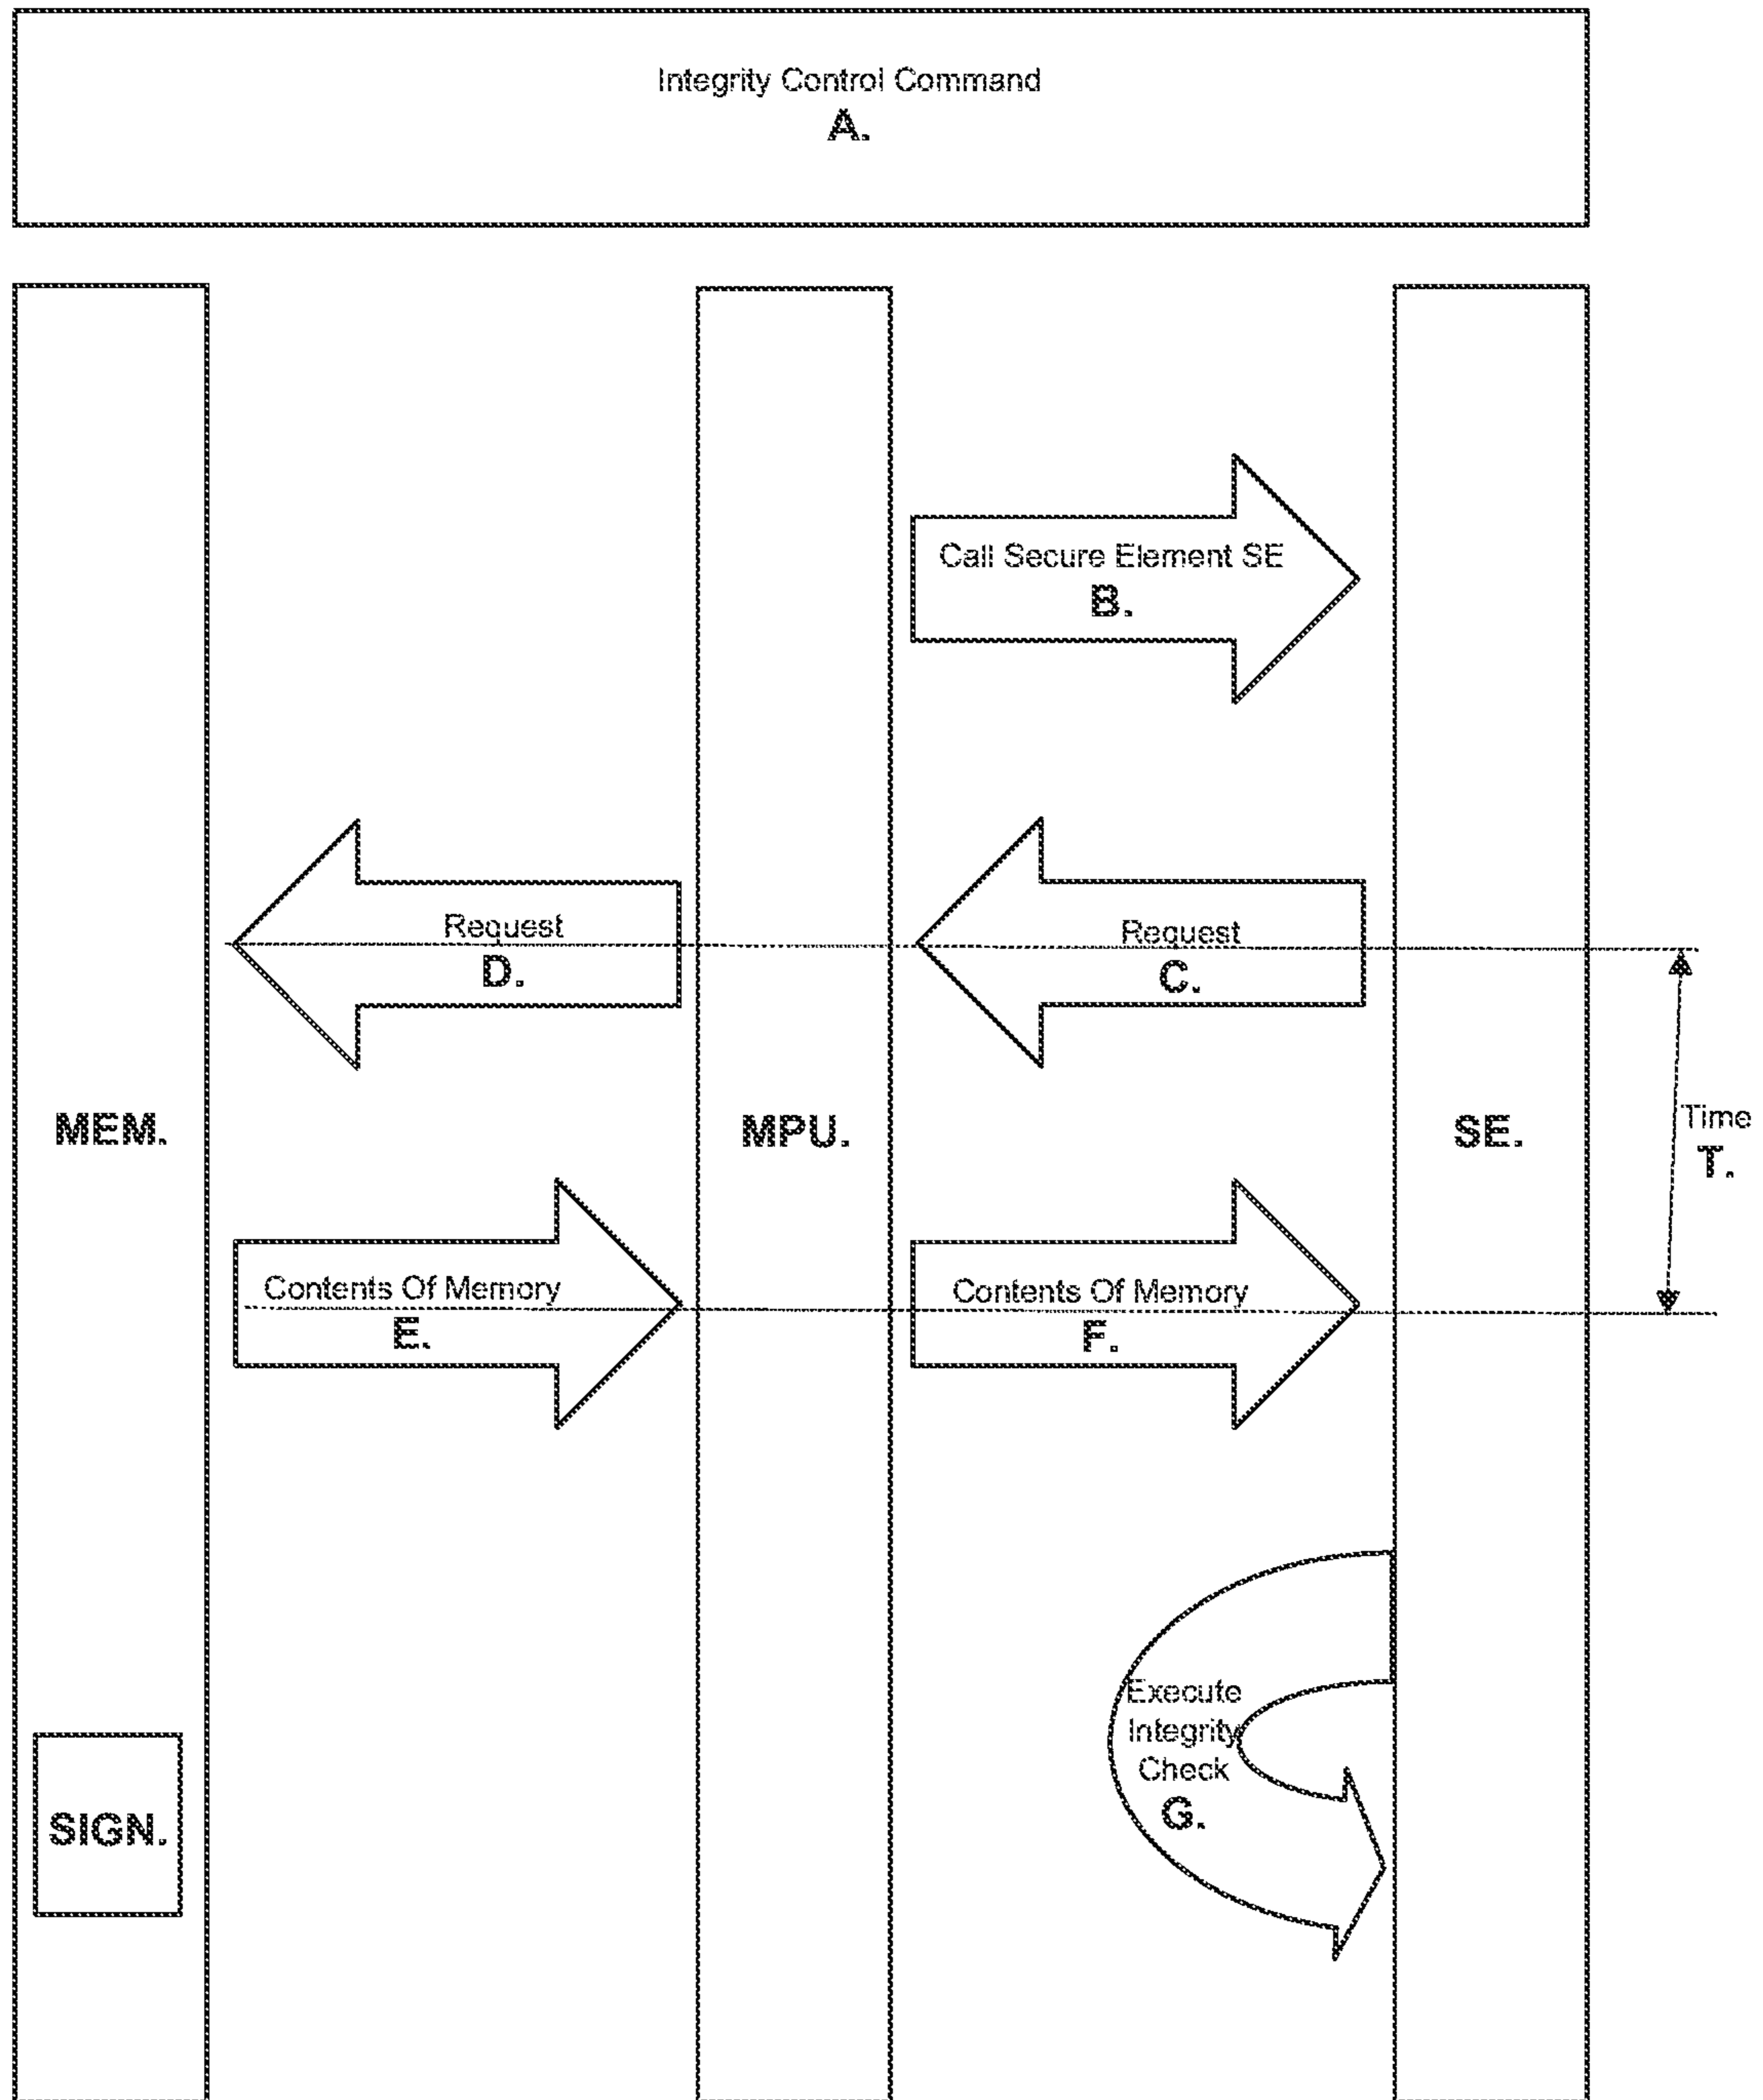 Integrity Control Command
A.
Call Secure Element SE
B.
Request
D.
Request
C.
MEM.
MPU.
SE.
Time
T.
Contents Of Memory
E.
Contents Of Memory
F.
Execute
Integrity
Check
G.
SIGN.